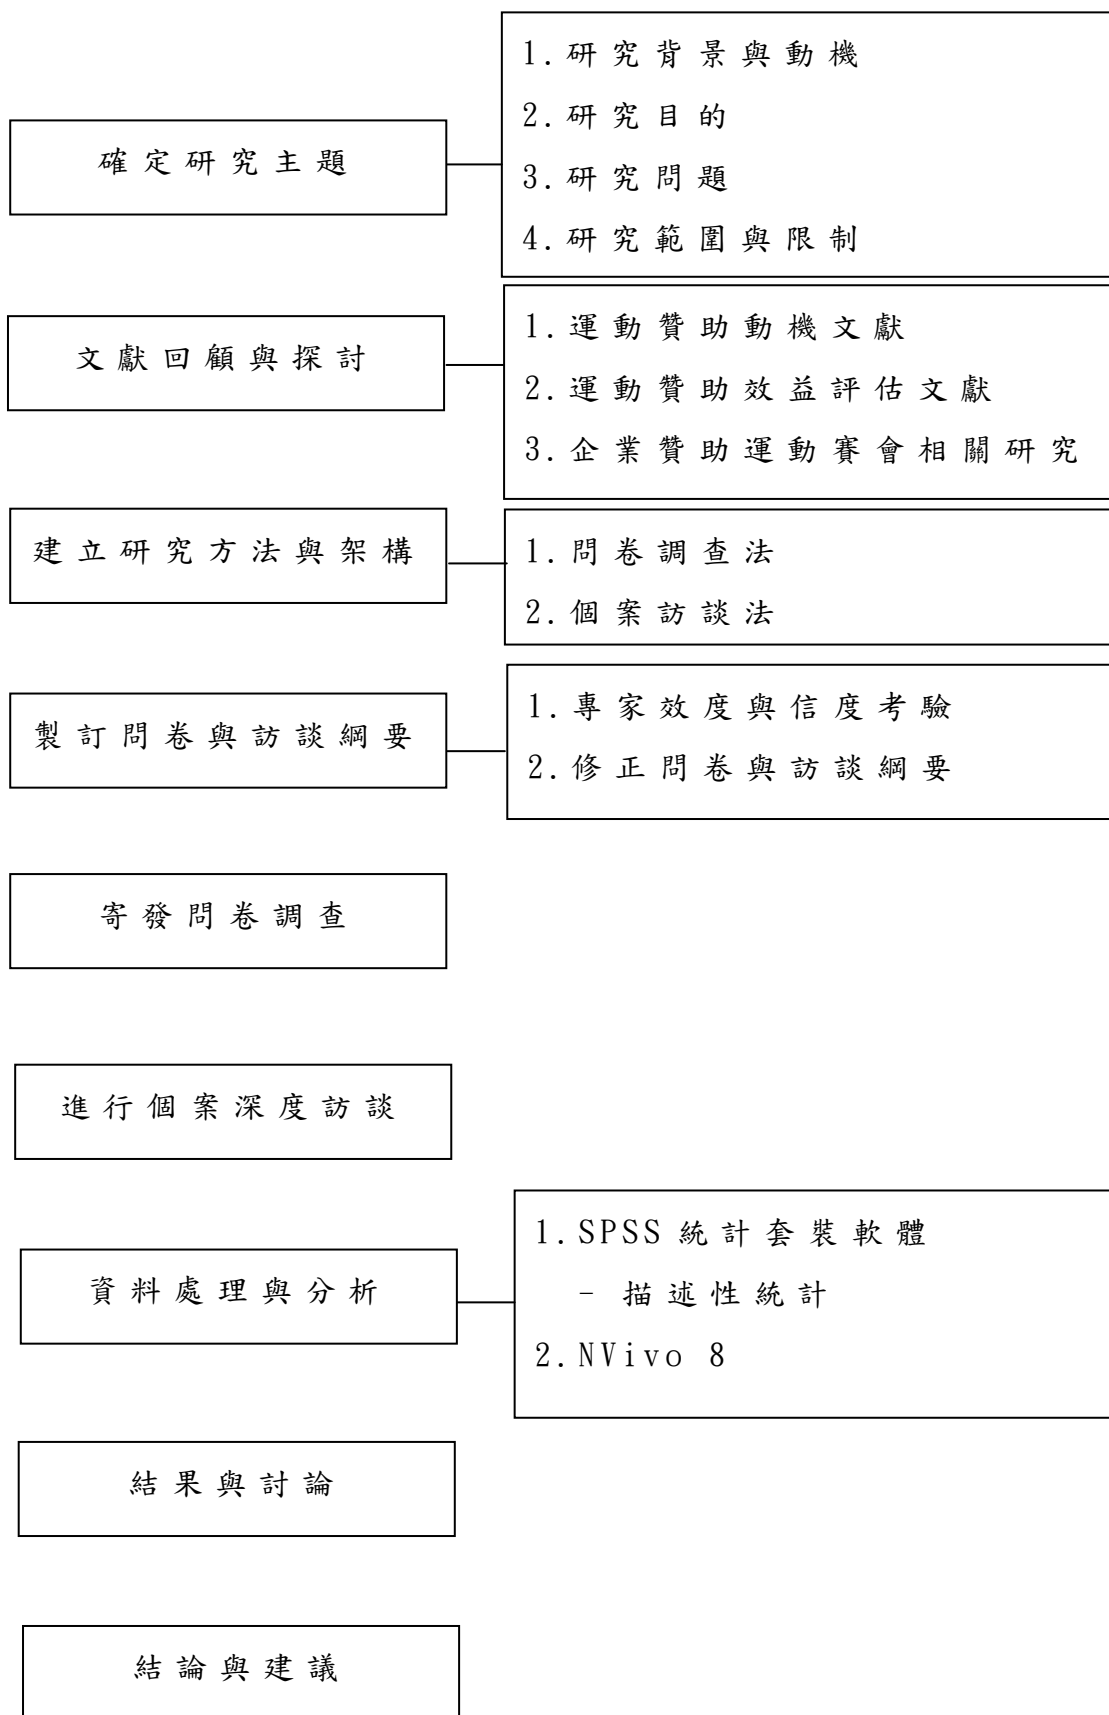 確定研究主題
1.研究背景與動機
2.研究目的
3.研究問題
4.研究範圍與限制
文獻回顧與探討
1.運動贊助動機文獻
2.運動贊助效益評估文獻
3.企業贊助運動賽會相關研究
建立研究方法與架構
1.問卷調查法
2.個案訪談法
製訂問卷與訪談綱要
1.專家效度與信度考驗
2.修正問卷與訪談綱要
寄發問卷調查
進行個案深度訪談
資料處理與分析
1.SPSS 統計套裝軟體
- 描述性統計
2.NVivo 8
結果與討論
結論與建議